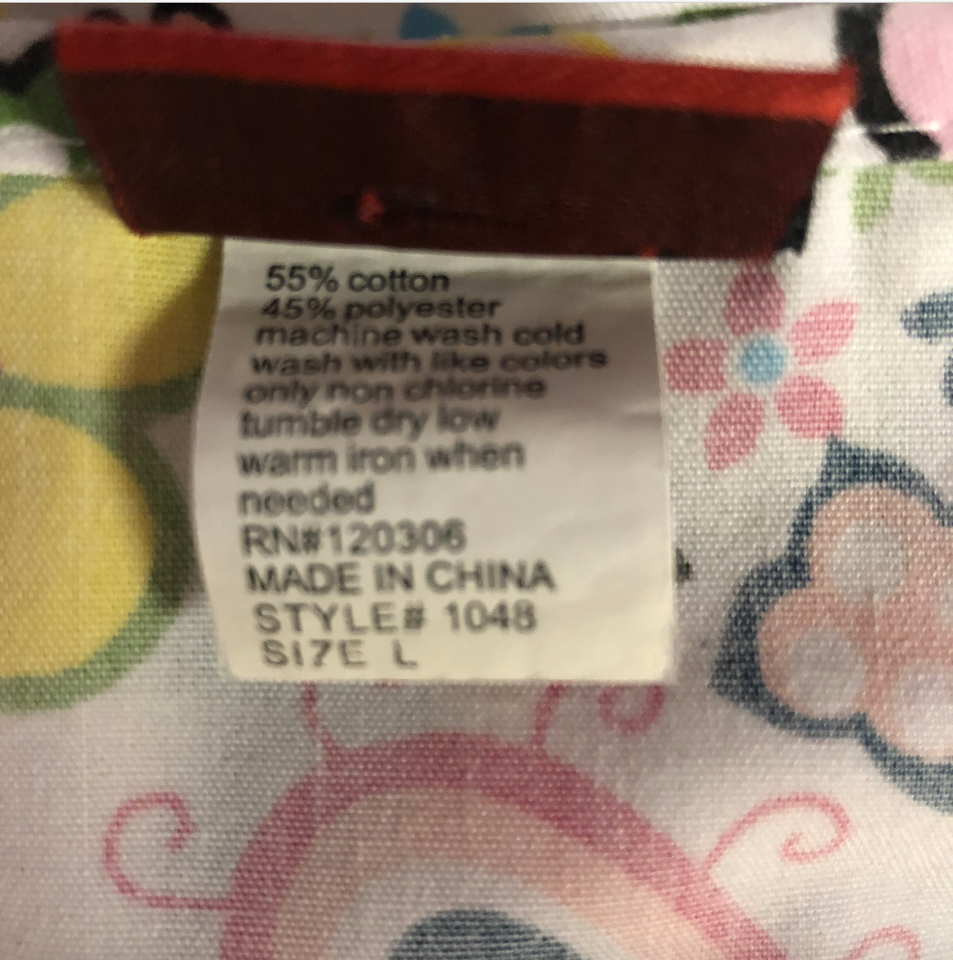 55% cotton
45% polyester
machine wash cold
wash with like colors
only non chlorine
tumble dry low
warm iron when
needed
RN#120306
MADE IN CHINA
STYLE# 1048
SIZE L